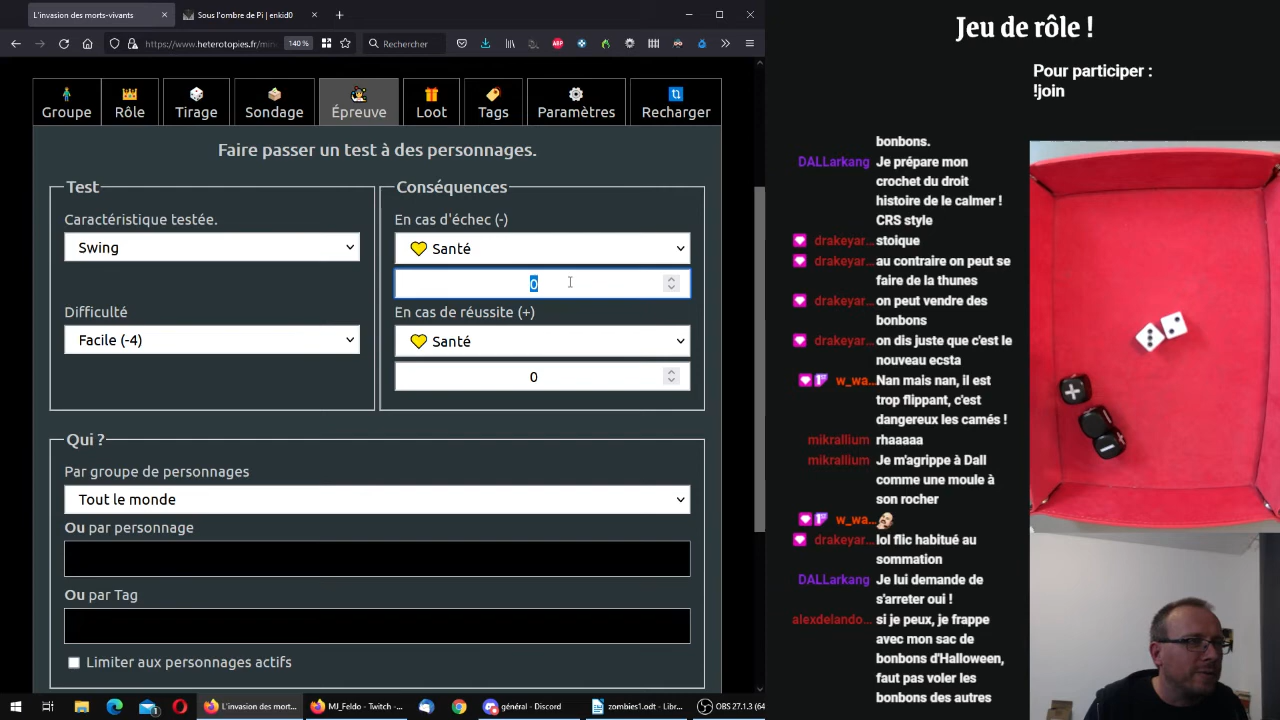 L'invasion des morts-vivants
Sous l'ombre de Pi | enkid0
https://www.heterotopies.fr/min
140 %
Rechercher
Groupe
Rôle
Tirage
Sondage
Épreuve
Loot
Tags
Paramètres
Recharger
Faire passer un test à des personnages.
Test
Caractéristique testée.
Swing
Difficulté
Facile (-4)
Conséquences
En cas d'échec (-)
Santé
0
En cas de réussite (+)
Santé
0
Qui ?
Par groupe de personnages
Tout le monde
Ou par personnage
Ou par Tag
Limiter aux personnages actifs
L'invasion des mort...
MJ_Feldo - Twitch -...
général - Discord
zombies1.odt - Libr...
OBS 27.1.3 (64
Jeu de rôle !
Pour participer :
!join
bonbons.
DALLarkang Je prépare mon
crochet du droit
histoire de le calmer !
CRS style
drakeyar... stoique
drakeyar... au contraire on peut se
faire de la thunes
drakeyar... on peut vendre des
bonbons
drakeyar... on dis juste que c'est le
nouveau ecsta
w_wa... Nan mais nan, il est
trop flippant, c'est
dangereux les camés !
mikrallium rhaaaaa
mikrallium Je m'agrippe à Dall
comme une moule à
son rocher
w_wa...
drakeyar... lol flic habitué au
sommation
DALLarkang Je lui demande de
s'arreter oui !
alexdelando... si je peux, je frappe
avec mon sac de
bonbons d'Halloween,
faut pas voler les
bonbons des autres